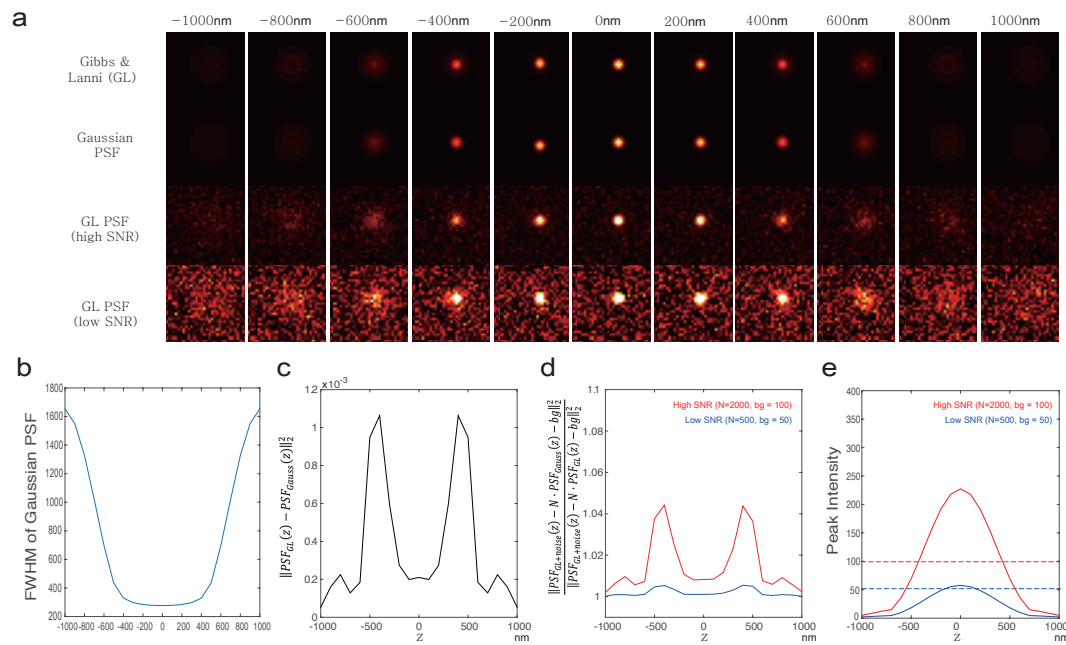 a
−1000nm −800nm −600nm −400nm −200nm 0nm 200nm 400nm 600nm 800nm 1000nm
Gibbs &
Lanni (GL)
Gaussian
PSF
GL PSF
(high SNR)
GL PSF
(low SNR)
b
FWHM of Gaussian PSF
1800
1600
1400
1200
1000
800
600
400
200
-1000 -800 -600 -400 -200 0 200 400 600 800 1000
c
×10⁻³
‖PSF_GL(z) − PSF_Gauss(z)‖₂²
1.2
1
0.8
0.6
0.4
0.2
0
-1000 -500 0 500 1000
z nm
d
‖PSF_GL+noise(z) − N · PSF_Gauss(z) − bg‖₂²
‖PSF_GL+noise(z) − N · PSF_GL(z) − bg‖₂²
1.1
1.08
1.06
1.04
1.02
1
High SNR (N=2000, bg = 100)
Low SNR (N=500, bg = 50)
-1000 -500 0 500 1000
z nm
e
Peak Intensity
400
350
300
250
200
150
100
50
0
High SNR (N=2000, bg = 100)
Low SNR (N=500, bg = 50)
-1000 -500 0 500 1000
z nm